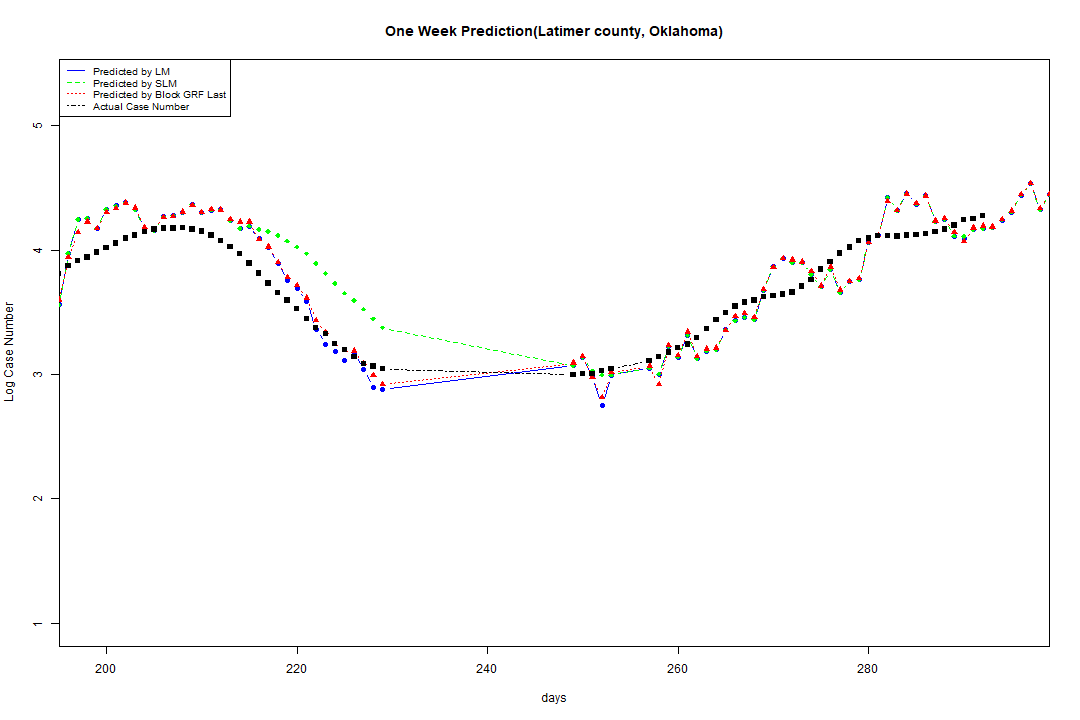 One Week Prediction(Latimer county, Oklahoma)
Predicted by LM
Predicted by SLM
Predicted by Block GRF Last
Actual Case Number
5
4
3
2
1
Log Case Number
200 220 240 260 280
days